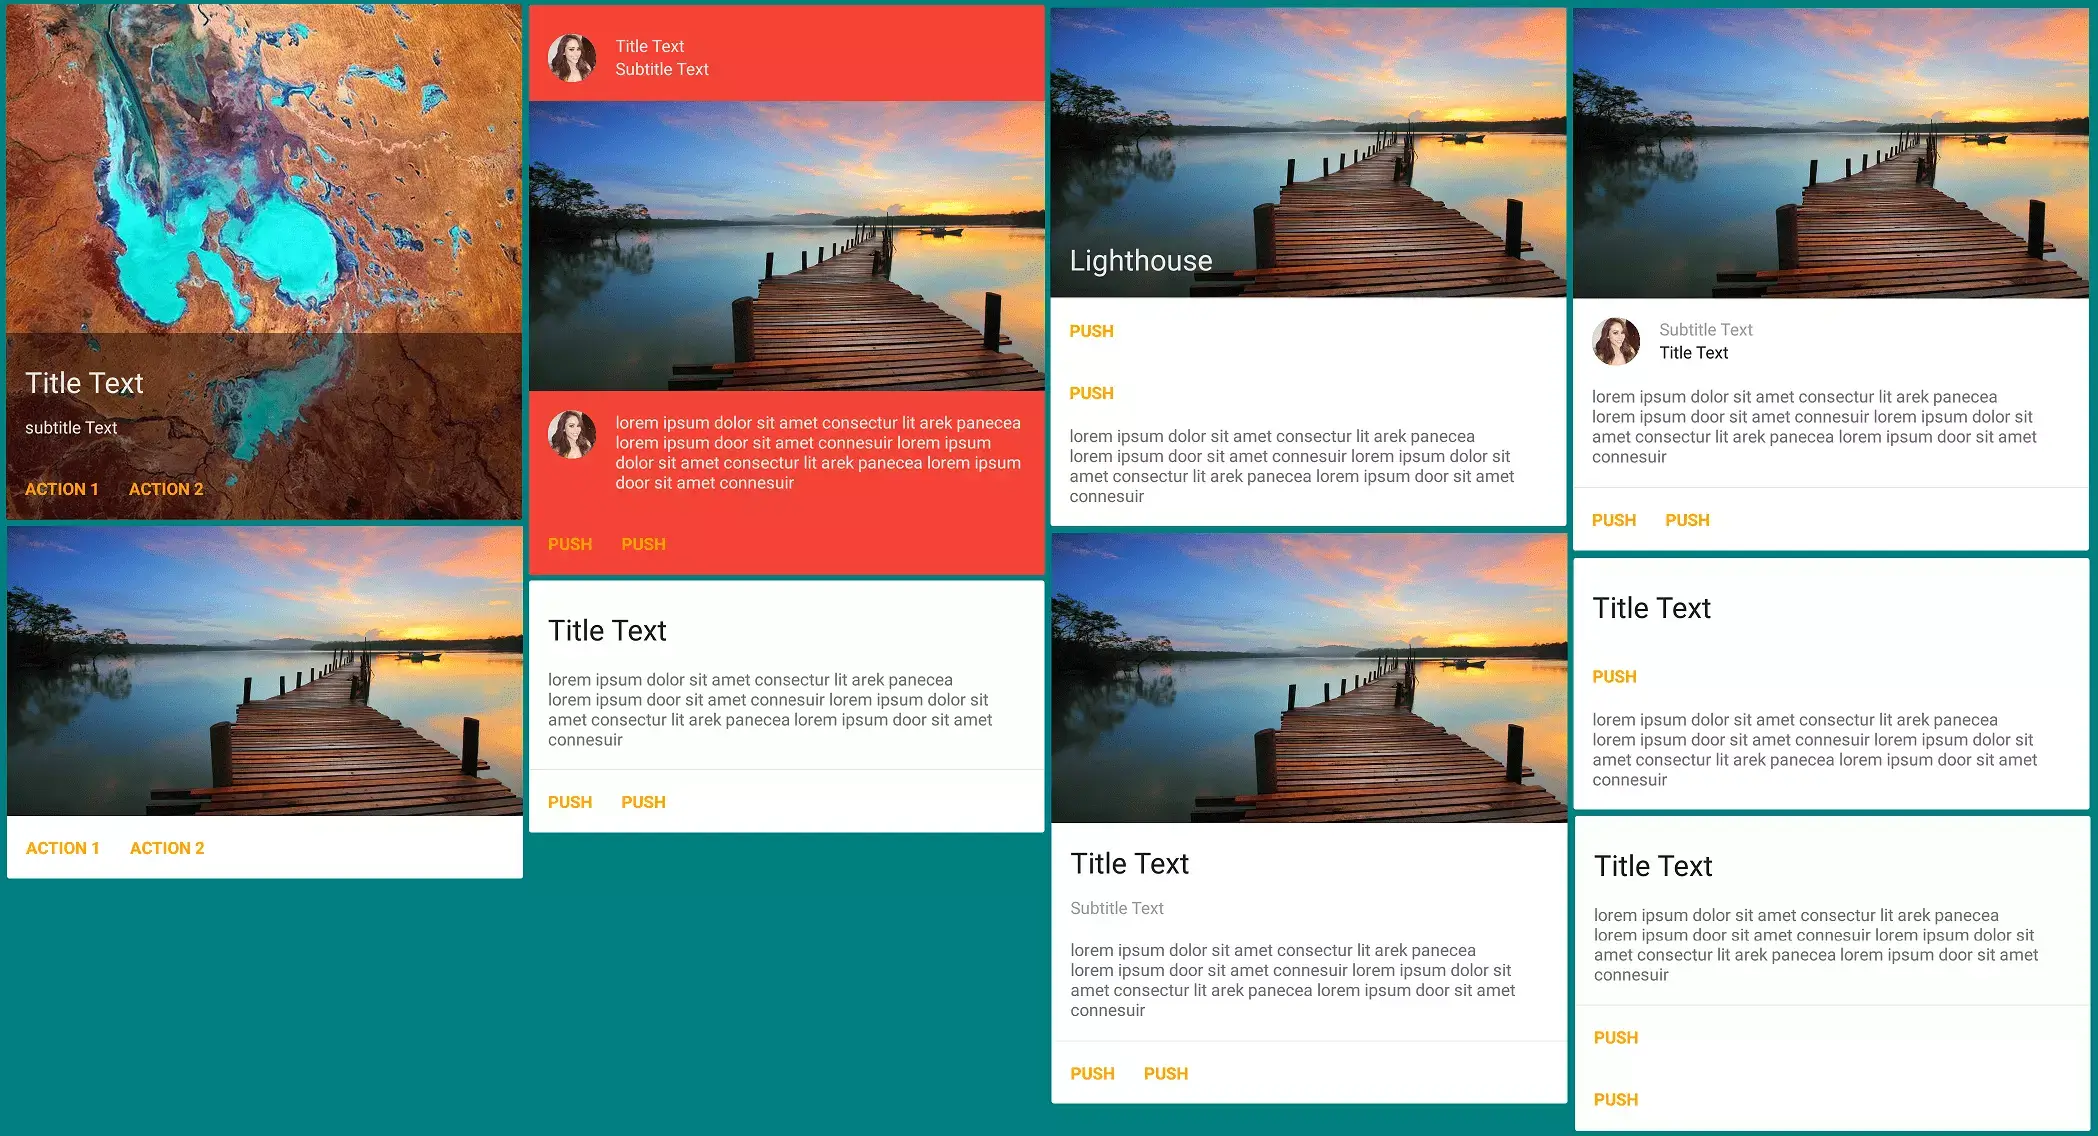 Title Text
subtitle Text
ACTION 1 ACTION 2
ACTION 1 ACTION 2
Title Text
Subtitle Text
lorem ipsum dolor sit amet consectur lit arek panecea
lorem ipsum door sit amet connesuir lorem ipsum
dolor sit amet consectur lit arek panecea lorem ipsum
door sit amet connesuir
PUSH PUSH
Title Text
lorem ipsum dolor sit amet consectur lit arek panecea
lorem ipsum door sit amet connesuir lorem ipsum dolor sit
amet consectur lit arek panecea lorem ipsum door sit amet
connesuir
PUSH PUSH
Lighthouse
PUSH
PUSH
lorem ipsum dolor sit amet consectur lit arek panecea
lorem ipsum door sit amet connesuir lorem ipsum dolor sit
amet consectur lit arek panecea lorem ipsum door sit amet
connesuir
Title Text
Subtitle Text
lorem ipsum dolor sit amet consectur lit arek panecea
lorem ipsum door sit amet connesuir lorem ipsum dolor sit
amet consectur lit arek panecea lorem ipsum door sit amet
connesuir
PUSH PUSH
Subtitle Text
Title Text
lorem ipsum dolor sit amet consectur lit arek panecea
lorem ipsum door sit amet connesuir lorem ipsum dolor sit
amet consectur lit arek panecea lorem ipsum door sit amet
connesuir
PUSH PUSH
Title Text
PUSH
lorem ipsum dolor sit amet consectur lit arek panecea
lorem ipsum door sit amet connesuir lorem ipsum dolor sit
amet consectur lit arek panecea lorem ipsum door sit amet
connesuir
Title Text
lorem ipsum dolor sit amet consectur lit arek panecea
lorem ipsum door sit amet connesuir lorem ipsum dolor sit
amet consectur lit arek panecea lorem ipsum door sit amet
connesuir
PUSH
PUSH